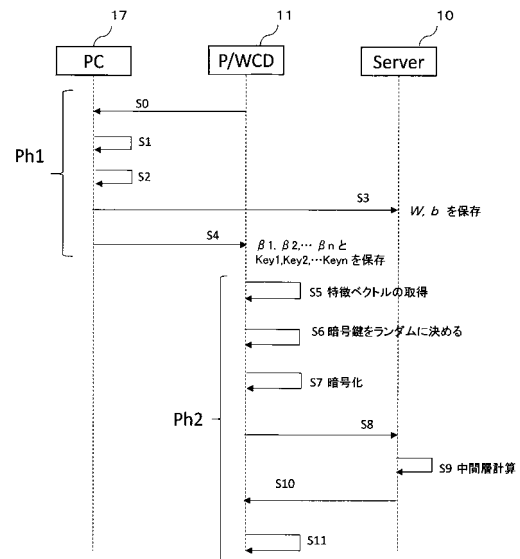 17
11
10
PC
P/WCD
Server
S0
S1
Ph1
S2
S3
W, b を保存
S4
β1, β2,… βn と
Key1,Key2,…Keyn を保存
S5 特徴ベクトルの取得
S6 暗号鍵をランダムに決める
S7 暗号化
Ph2
S8
S9 中間層計算
S10
S11